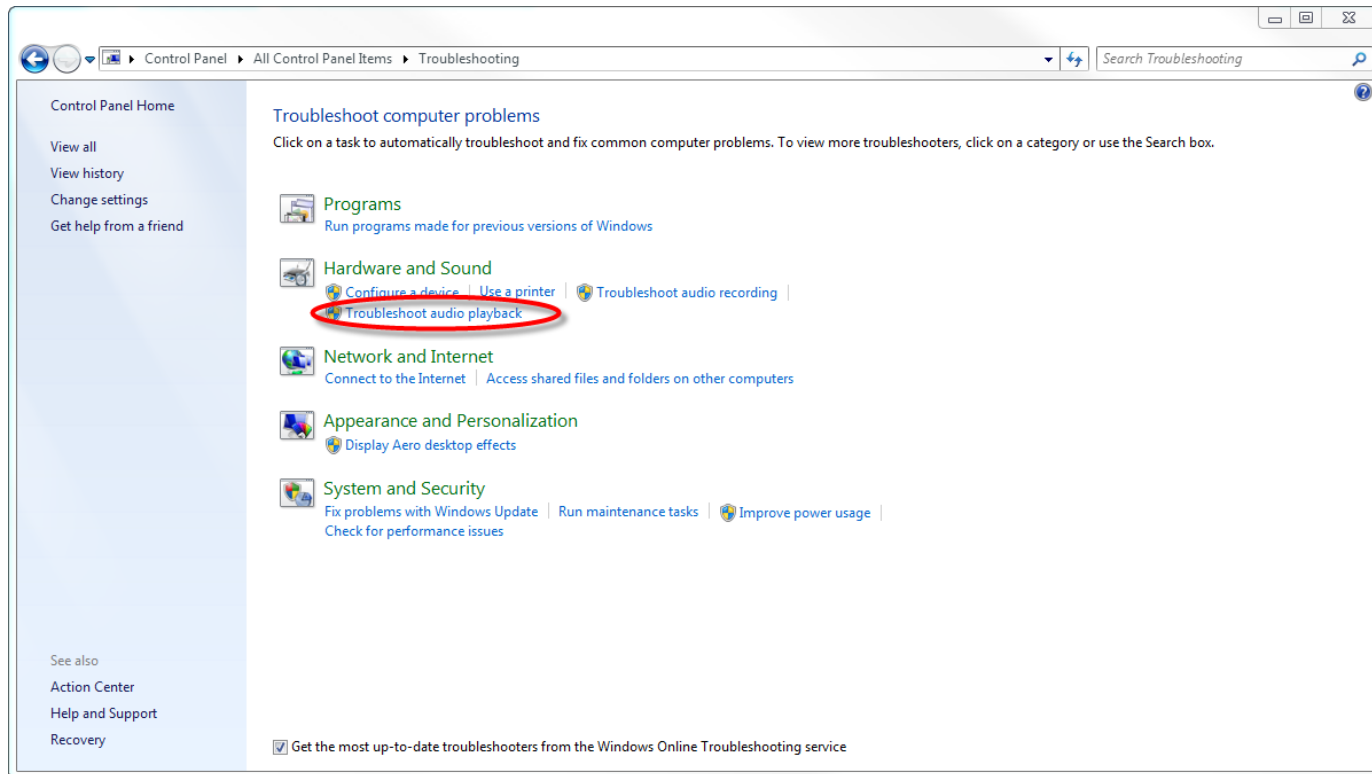 Control Panel ▸ All Control Panel Items ▸ Troubleshooting
Search Troubleshooting
Control Panel Home
View all
View history
Change settings
Get help from a friend
See also
Action Center
Help and Support
Recovery
Troubleshoot computer problems
Click on a task to automatically troubleshoot and fix common computer problems. To view more troubleshooters, click on a category or use the Search box.
Programs
Run programs made for previous versions of Windows
Hardware and Sound
Configure a device | Use a printer | Troubleshoot audio recording |
Troubleshoot audio playback
Network and Internet
Connect to the Internet | Access shared files and folders on other computers
Appearance and Personalization
Display Aero desktop effects
System and Security
Fix problems with Windows Update | Run maintenance tasks | Improve power usage |
Check for performance issues
Get the most up-to-date troubleshooters from the Windows Online Troubleshooting service